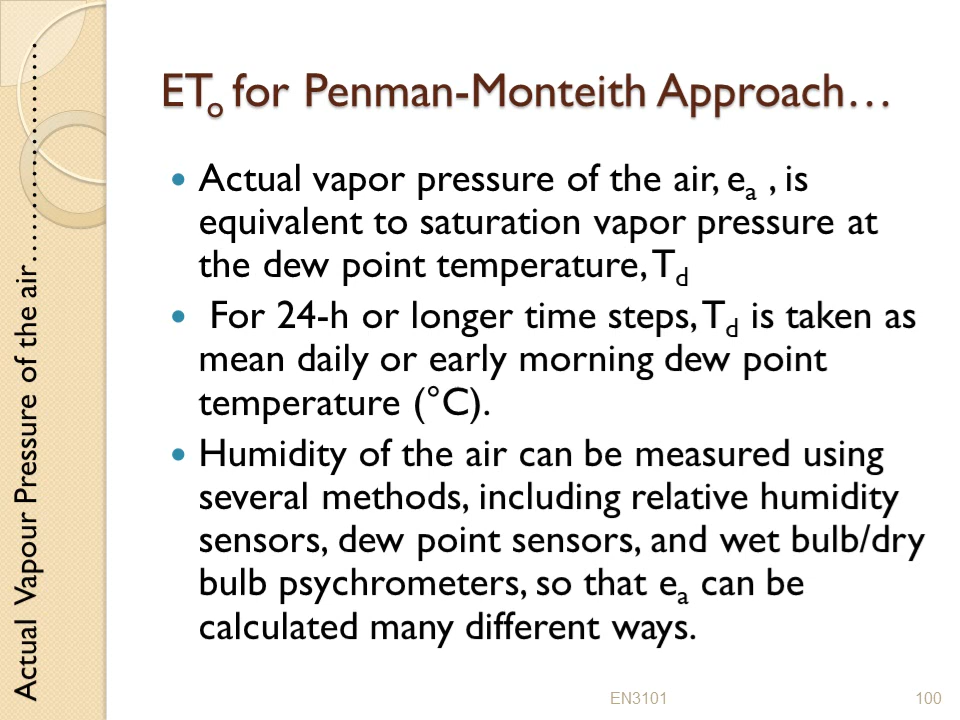 Actual Vapour Pressure of the air……………………
ETo for Penman-Monteith Approach…
• Actual vapor pressure of the air, ea , is
equivalent to saturation vapor pressure at
the dew point temperature, Td
• For 24-h or longer time steps, Td is taken as
mean daily or early morning dew point
temperature (°C).
• Humidity of the air can be measured using
several methods, including relative humidity
sensors, dew point sensors, and wet bulb/dry
bulb psychrometers, so that ea can be
calculated many different ways.
EN3101
100